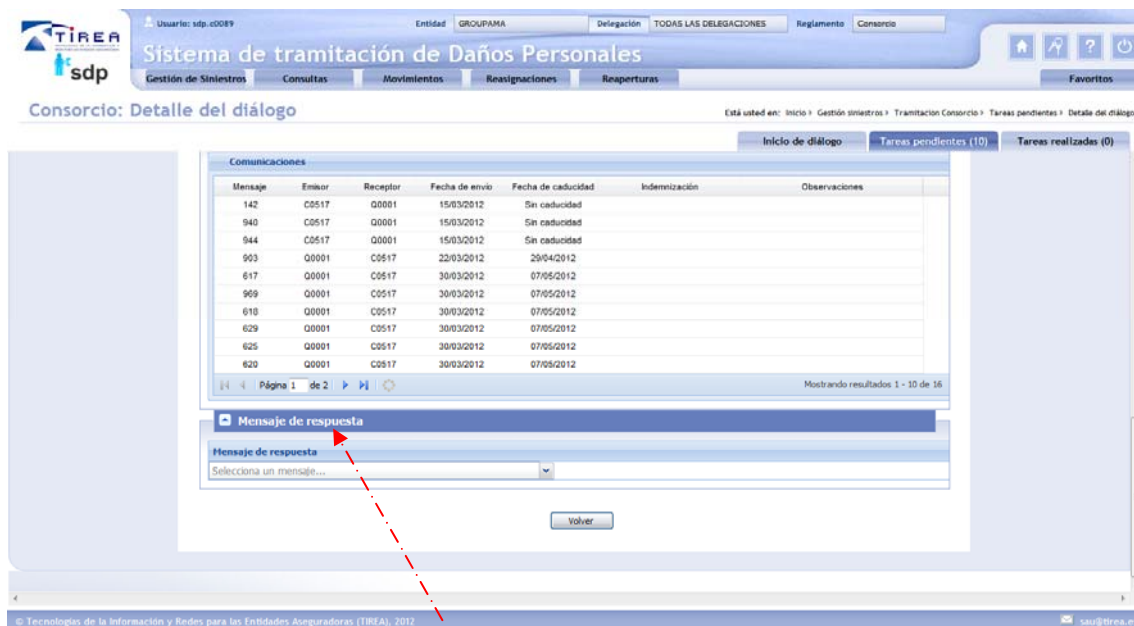 TIREA
sdp
Usuario: sdp.c0089 Entidad GROUPAMA Delegación TODAS LAS DELEGACIONES Reglamento Consorcio
Sistema de tramitación de Daños Personales
Gestión de Siniestros Consultas Movimientos Reasignaciones Reaperturas Favoritos
Consorcio: Detalle del diálogo
Está usted en: Inicio > Gestión siniestros > Tramitacion Consorcio > Tareas pendientes > Detalle del diálogo
Inicio de diálogo Tareas pendientes (10) Tareas realizadas (0)
Comunicaciones
Mensaje Emisor Receptor Fecha de envío Fecha de caducidad Indemnización Observaciones
142 C0517 Q0001 15/03/2012 Sin caducidad
940 C0517 Q0001 15/03/2012 Sin caducidad
944 C0517 Q0001 15/03/2012 Sin caducidad
903 Q0001 C0517 22/03/2012 29/04/2012
617 Q0001 C0517 30/03/2012 07/05/2012
969 Q0001 C0517 30/03/2012 07/05/2012
618 Q0001 C0517 30/03/2012 07/05/2012
629 Q0001 C0517 30/03/2012 07/05/2012
625 Q0001 C0517 30/03/2012 07/05/2012
620 Q0001 C0517 30/03/2012 07/05/2012
Página 1 de 2 Mostrando resultados 1 - 10 de 16
Mensaje de respuesta
Mensaje de respuesta
Selecciona un mensaje...
Volver
© Tecnologías de la Información y Redes para las Entidades Aseguradoras (TIREA), 2012 sau@tirea.e